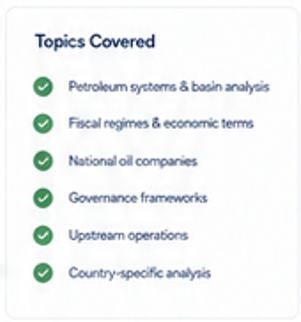 Topics Covered
Petroleum systems & basin analysis
Fiscal regimes & economic terms
National oil companies
Governance frameworks
Upstream operations
Country-specific analysis